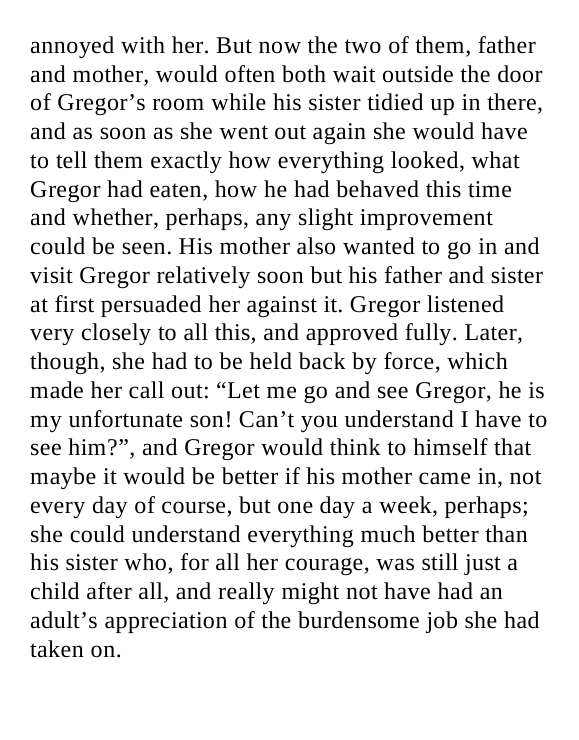 annoyed with her. But now the two of them, father
and mother, would often both wait outside the door
of Gregor’s room while his sister tidied up in there,
and as soon as she went out again she would have
to tell them exactly how everything looked, what
Gregor had eaten, how he had behaved this time
and whether, perhaps, any slight improvement
could be seen. His mother also wanted to go in and
visit Gregor relatively soon but his father and sister
at first persuaded her against it. Gregor listened
very closely to all this, and approved fully. Later,
though, she had to be held back by force, which
made her call out: “Let me go and see Gregor, he is
my unfortunate son! Can’t you understand I have to
see him?”, and Gregor would think to himself that
maybe it would be better if his mother came in, not
every day of course, but one day a week, perhaps;
she could understand everything much better than
his sister who, for all her courage, was still just a
child after all, and really might not have had an
adult’s appreciation of the burdensome job she had
taken on.